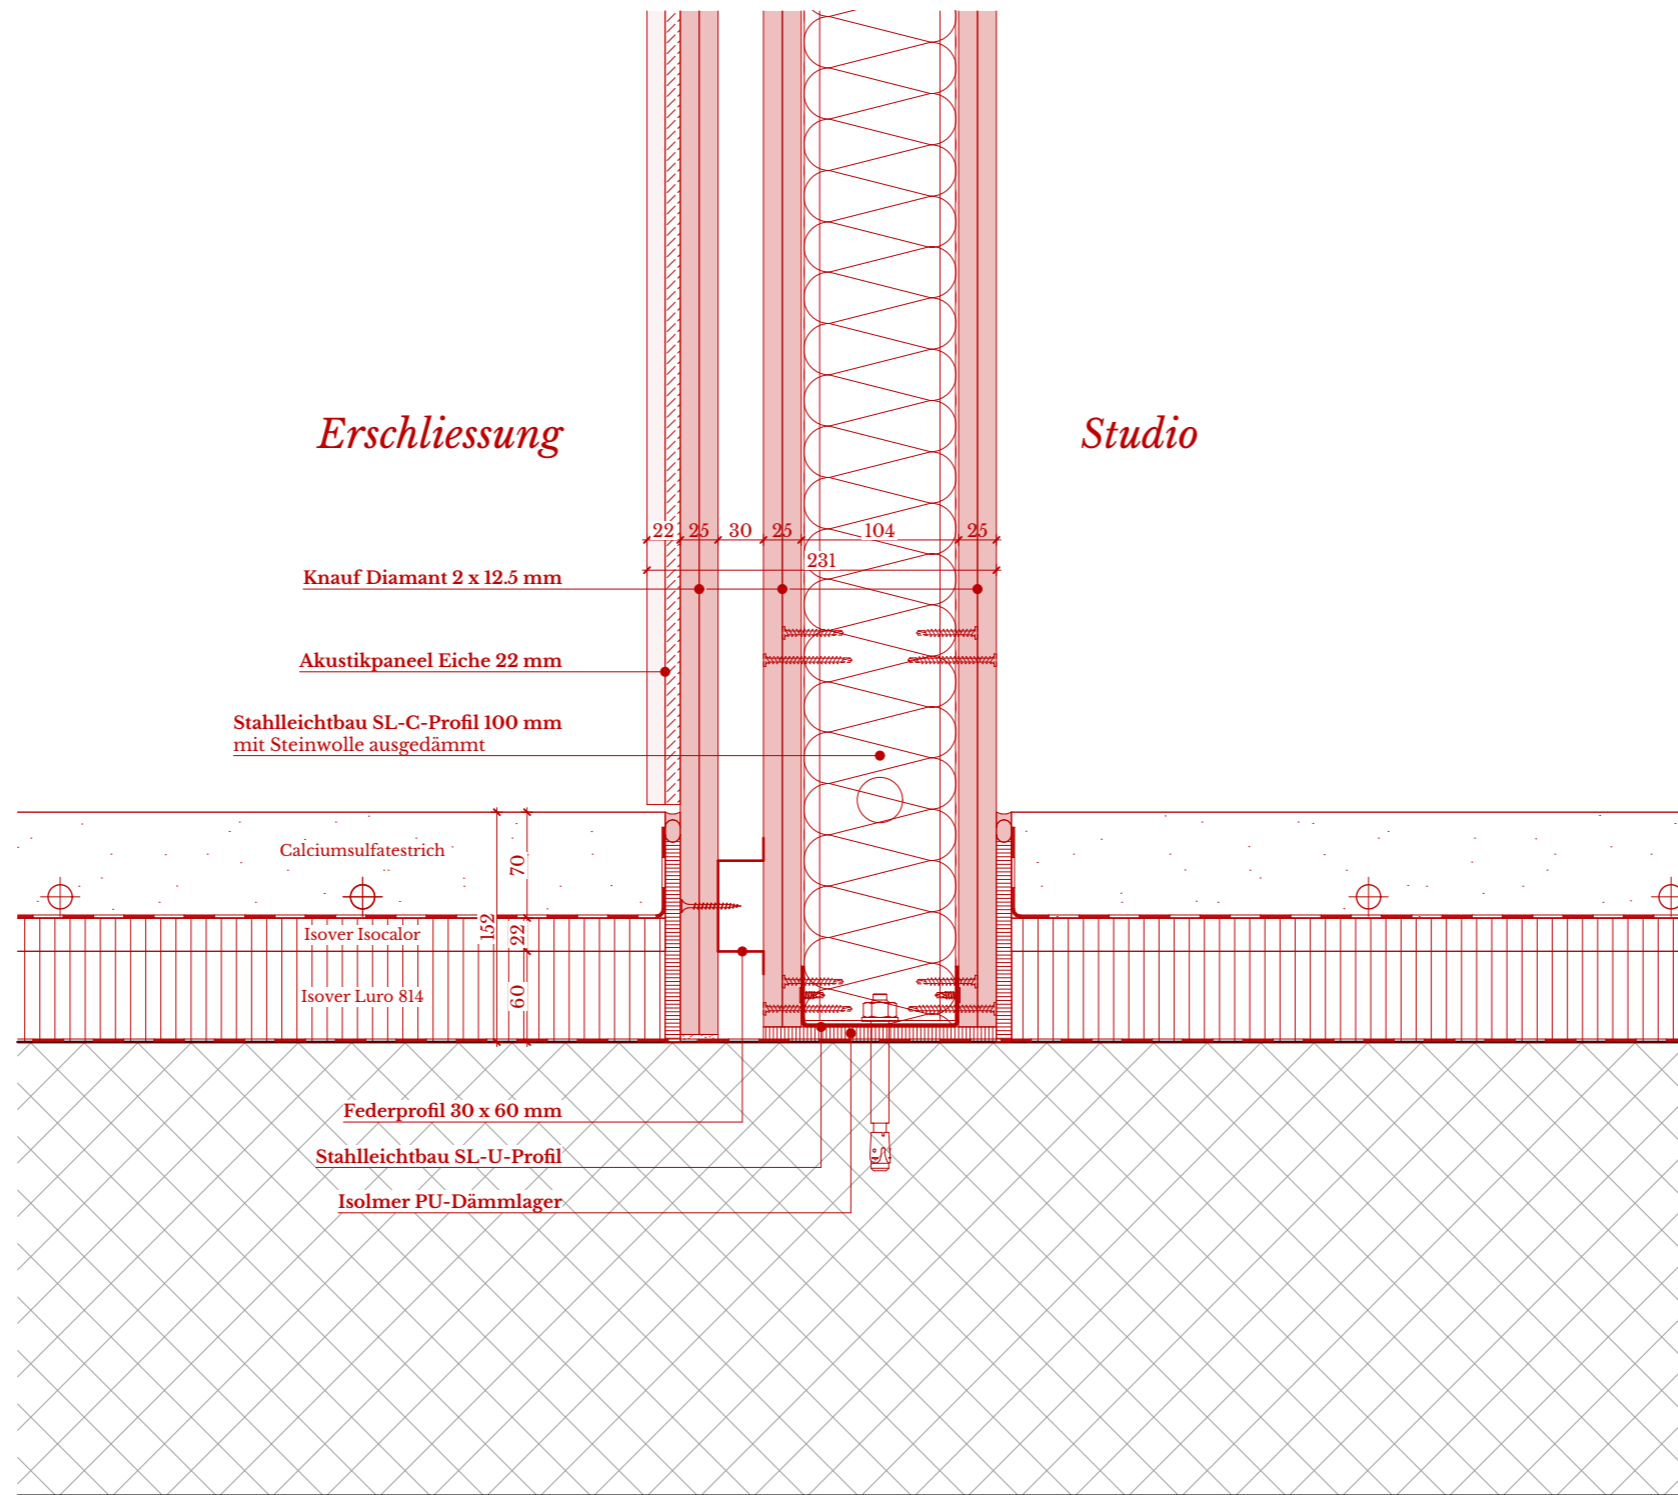 Erschliessung
Studio
22 25 30 25 104 25
231
Knauf Diamant 2 x 12.5 mm
Akustikpaneel Eiche 22 mm
Stahlleichtbau SL-C-Profil 100 mm
mit Steinwolle ausgedämmt
Calciumsulfatestrich
70
152
Isover Isocalor
22
Isover Luro 814
60
Federprofil 30 x 60 mm
Stahlleichtbau SL-U-Profil
Isolmer PU-Dämmlager